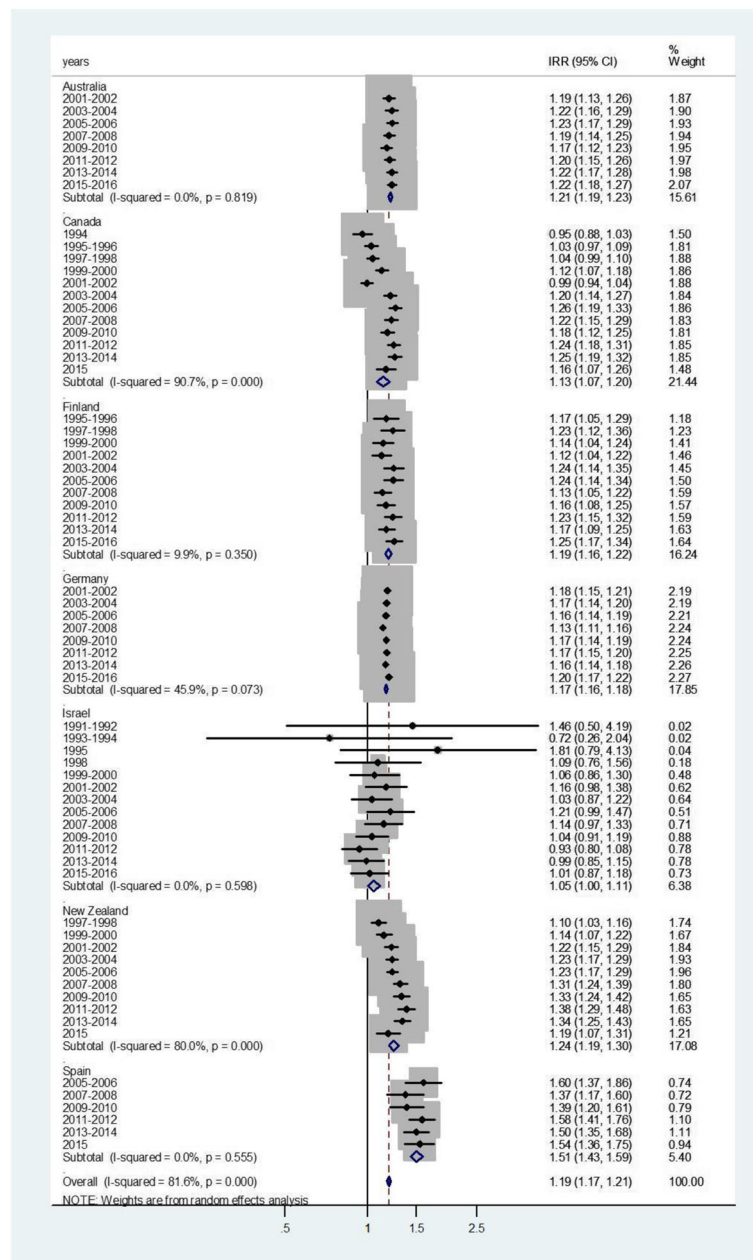 years IRR (95% CI) % Weight
Australia
2001-2002 1.19 (1.13, 1.26) 1.87
2003-2004 1.22 (1.16, 1.29) 1.90
2005-2006 1.23 (1.17, 1.29) 1.93
2007-2008 1.19 (1.14, 1.25) 1.94
2009-2010 1.17 (1.12, 1.23) 1.95
2011-2012 1.20 (1.15, 1.26) 1.97
2013-2014 1.22 (1.17, 1.28) 1.98
2015-2016 1.22 (1.18, 1.27) 2.07
Subtotal (I-squared = 0.0%, p = 0.819) 1.21 (1.19, 1.23) 15.61
.
Canada
1994 0.95 (0.88, 1.03) 1.50
1995-1996 1.03 (0.97, 1.09) 1.81
1997-1998 1.04 (0.99, 1.10) 1.88
1999-2000 1.12 (1.07, 1.18) 1.86
2001-2002 0.99 (0.94, 1.04) 1.88
2003-2004 1.20 (1.14, 1.27) 1.84
2005-2006 1.26 (1.19, 1.33) 1.86
2007-2008 1.22 (1.15, 1.29) 1.83
2009-2010 1.18 (1.12, 1.25) 1.81
2011-2012 1.24 (1.18, 1.31) 1.85
2013-2014 1.25 (1.19, 1.32) 1.85
2015 1.16 (1.07, 1.26) 1.48
Subtotal (I-squared = 90.7%, p = 0.000) 1.13 (1.07, 1.20) 21.44
.
Finland
1995-1996 1.17 (1.05, 1.29) 1.18
1997-1998 1.23 (1.12, 1.36) 1.23
1999-2000 1.14 (1.04, 1.24) 1.41
2001-2002 1.12 (1.04, 1.22) 1.46
2003-2004 1.24 (1.14, 1.35) 1.45
2005-2006 1.24 (1.14, 1.34) 1.50
2007-2008 1.13 (1.05, 1.22) 1.59
2009-2010 1.16 (1.08, 1.25) 1.57
2011-2012 1.23 (1.15, 1.32) 1.59
2013-2014 1.17 (1.09, 1.25) 1.63
2015-2016 1.25 (1.17, 1.34) 1.64
Subtotal (I-squared = 9.9%, p = 0.350) 1.19 (1.16, 1.22) 16.24
.
Germany
2001-2002 1.18 (1.15, 1.21) 2.19
2003-2004 1.17 (1.14, 1.20) 2.19
2005-2006 1.16 (1.14, 1.19) 2.21
2007-2008 1.13 (1.11, 1.16) 2.24
2009-2010 1.17 (1.14, 1.19) 2.24
2011-2012 1.17 (1.15, 1.20) 2.25
2013-2014 1.16 (1.14, 1.18) 2.26
2015-2016 1.20 (1.17, 1.22) 2.27
Subtotal (I-squared = 45.9%, p = 0.073) 1.17 (1.16, 1.18) 17.85
.
Israel
1991-1992 1.46 (0.50, 4.19) 0.02
1993-1994 0.72 (0.26, 2.04) 0.02
1995 1.81 (0.79, 4.13) 0.04
1998 1.09 (0.76, 1.56) 0.18
1999-2000 1.06 (0.86, 1.30) 0.48
2001-2002 1.16 (0.98, 1.38) 0.62
2003-2004 1.03 (0.87, 1.22) 0.64
2005-2006 1.21 (0.99, 1.47) 0.51
2007-2008 1.14 (0.97, 1.33) 0.71
2009-2010 1.04 (0.91, 1.19) 0.88
2011-2012 0.93 (0.80, 1.08) 0.78
2013-2014 0.99 (0.85, 1.15) 0.78
2015-2016 1.01 (0.87, 1.18) 0.73
Subtotal (I-squared = 0.0%, p = 0.598) 1.05 (1.00, 1.11) 6.38
.
New Zealand
1997-1998 1.10 (1.03, 1.16) 1.74
1999-2000 1.14 (1.07, 1.22) 1.67
2001-2002 1.22 (1.15, 1.29) 1.84
2003-2004 1.23 (1.17, 1.29) 1.93
2005-2006 1.23 (1.17, 1.29) 1.96
2007-2008 1.31 (1.24, 1.39) 1.80
2009-2010 1.33 (1.24, 1.42) 1.65
2011-2012 1.38 (1.29, 1.48) 1.63
2013-2014 1.34 (1.25, 1.43) 1.65
2015 1.19 (1.07, 1.31) 1.21
Subtotal (I-squared = 80.0%, p = 0.000) 1.24 (1.19, 1.30) 17.08
.
Spain
2005-2006 1.60 (1.37, 1.86) 0.74
2007-2008 1.37 (1.17, 1.60) 0.72
2009-2010 1.39 (1.20, 1.61) 0.79
2011-2012 1.58 (1.41, 1.76) 1.10
2013-2014 1.50 (1.35, 1.68) 1.11
2015 1.54 (1.36, 1.75) 0.94
Subtotal (I-squared = 0.0%, p = 0.555) 1.51 (1.43, 1.59) 5.40
.
Overall (I-squared = 81.6%, p = 0.000) 1.19 (1.17, 1.21) 100.00
NOTE: Weights are from random effects analysis
.5 1 1.5 2.5